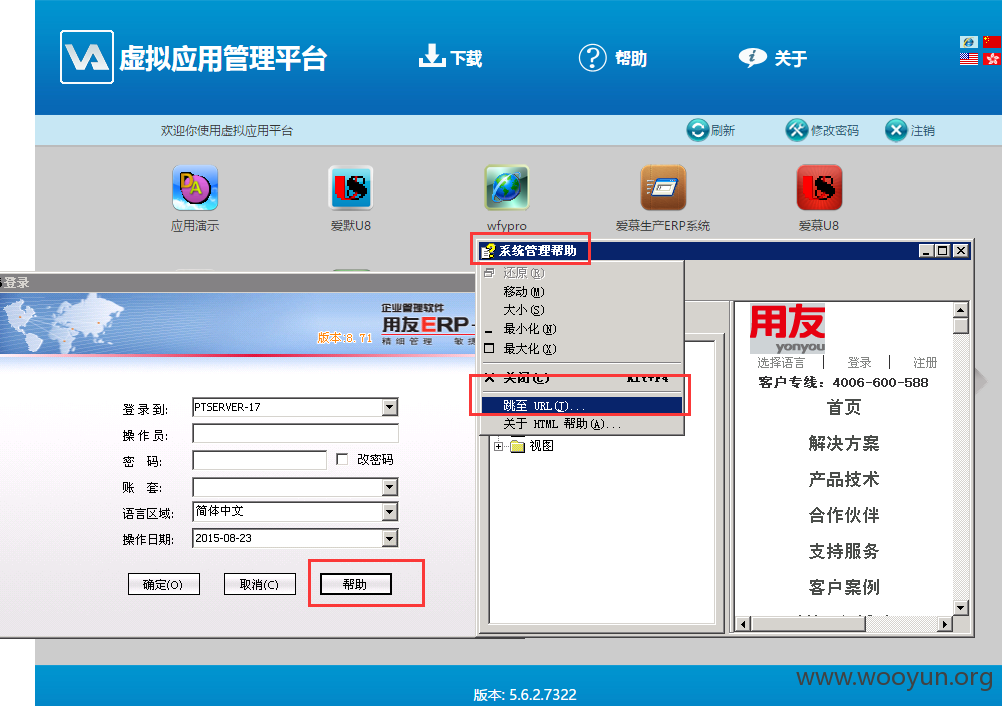 VA 虚拟应用管理平台
下载
帮助
关于
欢迎你使用虚拟应用平台
刷新
修改密码
注销
应用演示
爱默U8
wfypro
爱慕生产ERP系统
爱慕U8
系统管理帮助
还原(R)
移动(M)
大小(S)
最小化(N)
最大化(X)
关闭(C) Alt+F4
跳至 URL(J)...
关于 HTML 帮助(A)...
视图
登录
企业管理软件
用友ERP-
精细管理 敏捷
版本:8.71
登录到: PTSERVER-17
操作员:
密 码: 改密码
账 套:
语言区域: 简体中文
操作日期: 2015-08-23
确定(O)
取消(C)
帮助
用友
yonyou
选择语言
登录
注册
客户专线: 4006-600-588
首页
解决方案
产品技术
合作伙伴
支持服务
客户案例
www.wooyun.org
版本: 5.6.2.7322